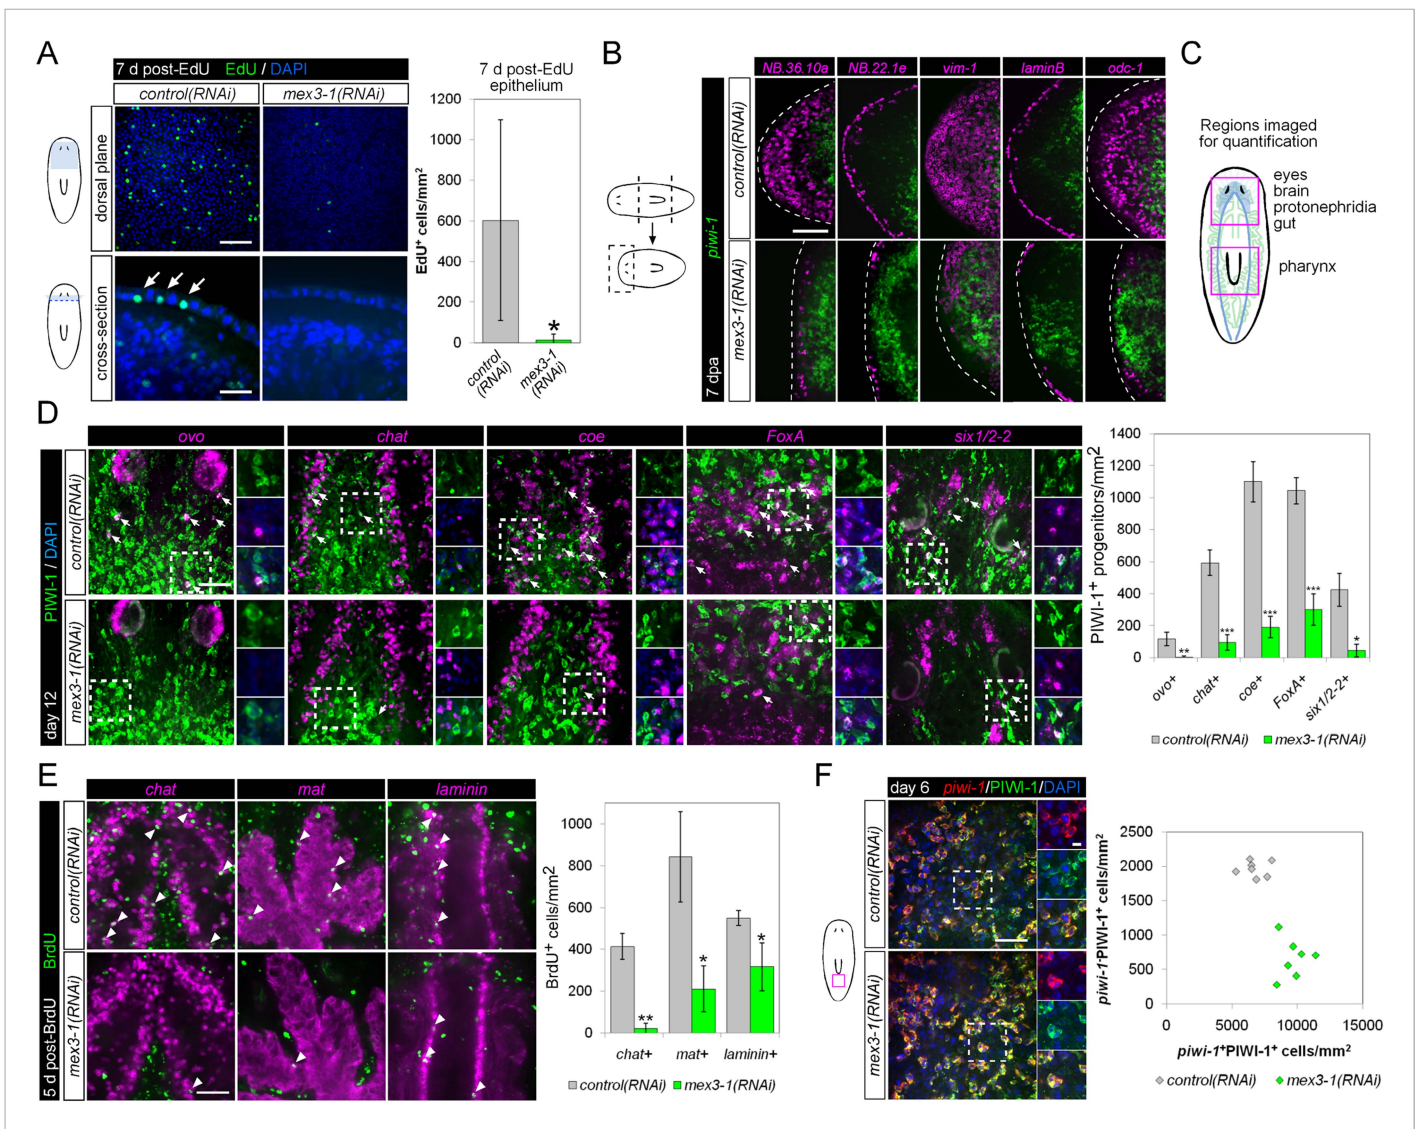 A
7 d post-EdU EdU / DAPI
control(RNAi)
mex3-1(RNAi)
dorsal plane
cross-section
7 d post-EdU
epithelium
EdU⁺ cells/mm²
1200
1000
800
600
400
200
0
*
control
(RNAi)
mex3-1
(RNAi)
B
NB.36.10a
NB.22.1e
vim-1
laminB
odc-1
piwi-1
7 dpa
control(RNAi)
mex3-1(RNAi)
C
Regions imaged
for quantification
eyes
brain
protonephridia
gut
pharynx
D
ovo
chat
coe
FoxA
six1/2-2
PIWI-1 / DAPI
day 12
control(RNAi)
mex3-1(RNAi)
PIWI-1⁺ progenitors/mm²
1400
1200
1000
800
600
400
200
0
**
***
***
***
*
ovo+
chat+
coe+
FoxA+
six1/2-2+
control(RNAi)
mex3-1(RNAi)
E
chat
mat
laminin
BrdU
5 d post-BrdU
control(RNAi)
mex3-1(RNAi)
BrdU⁺ cells/mm²
1000
800
600
400
200
0
**
*
*
chat+
mat+
laminin+
control(RNAi)
mex3-1(RNAi)
F
day 6 piwi-1/PIWI-1/DAPI
control(RNAi)
mex3-1(RNAi)
piwi-1⁻PIWI-1⁺ cells/mm²
2500
2000
1500
1000
500
0
0
5000
10000
15000
piwi-1⁺PIWI-1⁺ cells/mm²
control(RNAi)
mex3-1(RNAi)